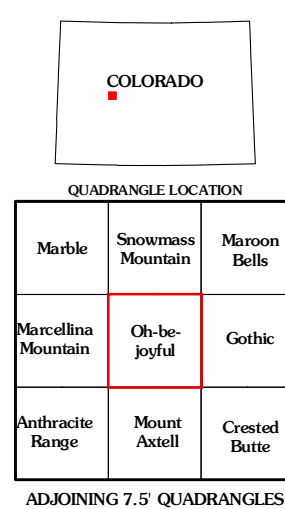 COLORADO
QUADRANGLE LOCATION
Marble
Snowmass
Mountain
Maroon
Bells
Marcellina
Mountain
Oh-be-
joyful
Gothic
Anthracite
Range
Mount
Axtell
Crested
Butte
ADJOINING 7.5' QUADRANGLES